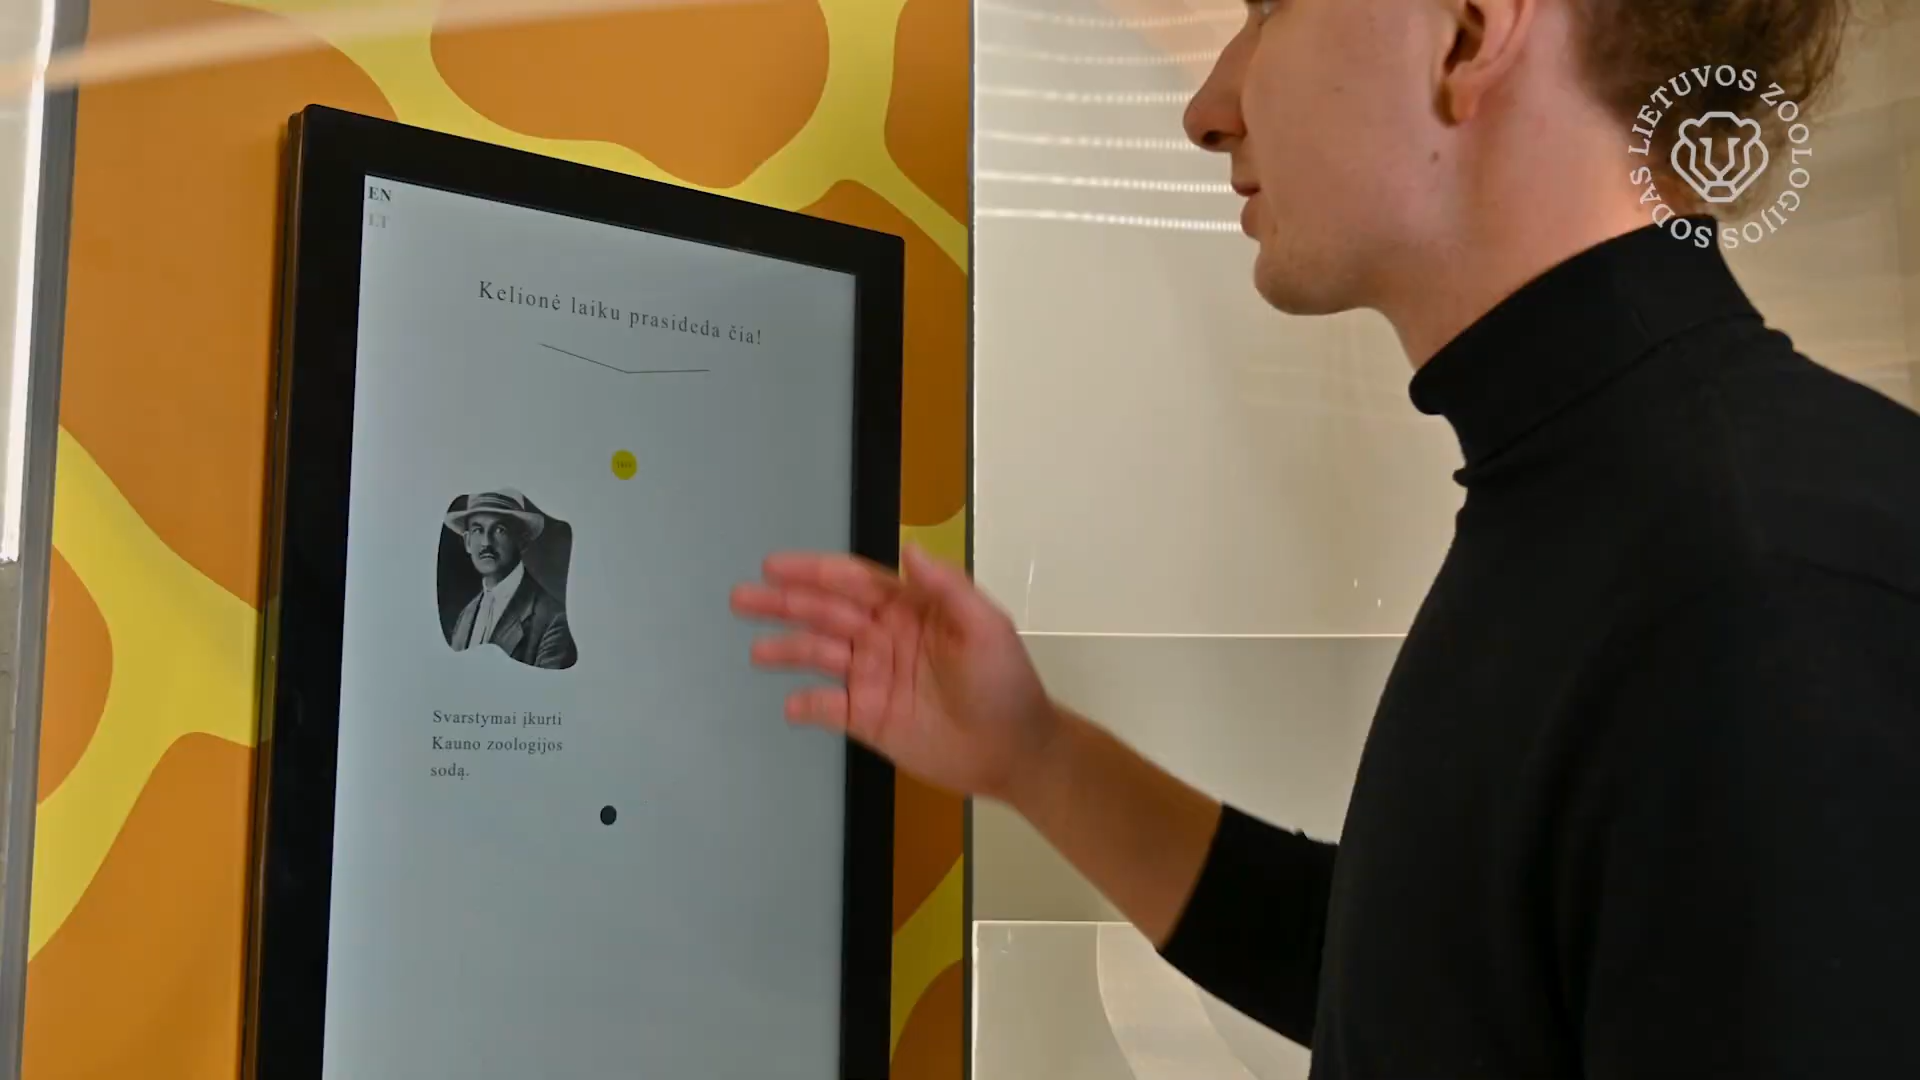 EN
LT
Kelionė laiku prasideda čia!
Svarstymai įkurti
Kauno zoologijos
sodą.
LIETUVOS ZOOLOGIJOS SODAS